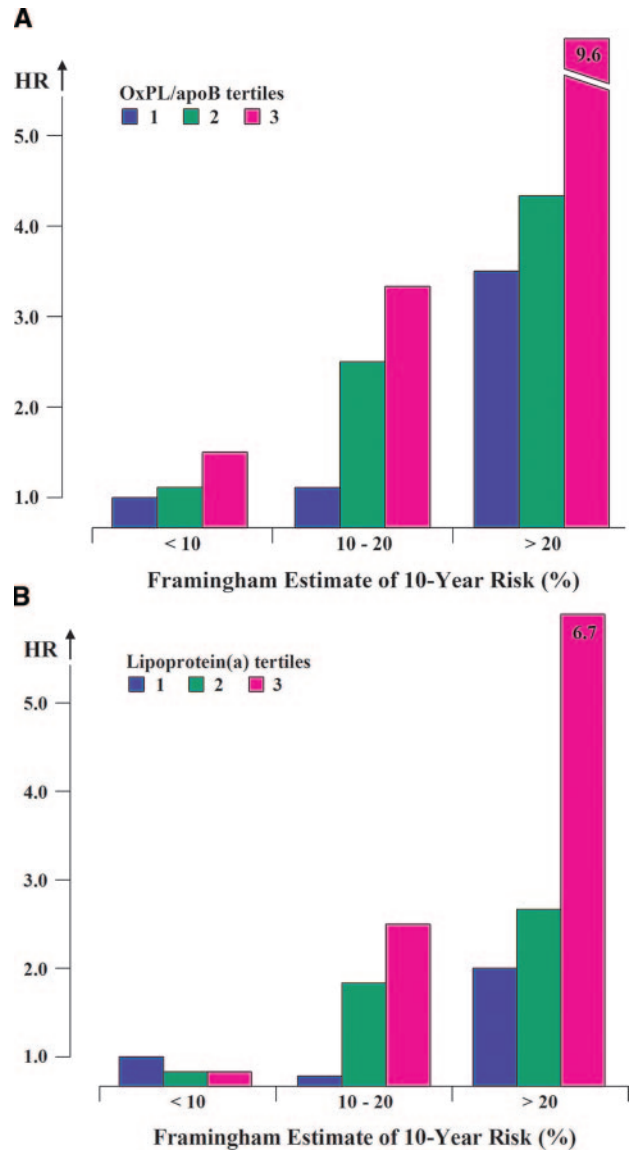 A
HR
OxPL/apoB tertiles
1 2 3
9.6
5.0
4.0
3.0
2.0
1.0
< 10 10 - 20 > 20
Framingham Estimate of 10-Year Risk (%)
B
HR
Lipoprotein(a) tertiles
1 2 3
6.7
5.0
4.0
3.0
2.0
1.0
< 10 10 - 20 > 20
Framingham Estimate of 10-Year Risk (%)